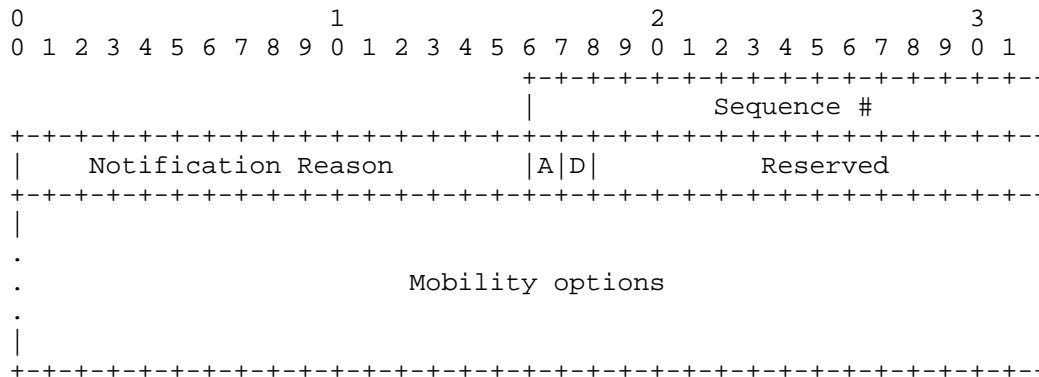 0                   1                   2                   3
0 1 2 3 4 5 6 7 8 9 0 1 2 3 4 5 6 7 8 9 0 1 2 3 4 5 6 7 8 9 0 1
                                +-+-+-+-+-+-+-+-+-+-+-+-+-+-+-+--
                                |           Sequence #
+-+-+-+-+-+-+-+-+-+-+-+-+-+-+-+-+-+-+-+-+-+-+-+-+-+-+-+-+-+-+-+--
|    Notification Reason        |A|D|          Reserved
+-+-+-+-+-+-+-+-+-+-+-+-+-+-+-+-+-+-+-+-+-+-+-+-+-+-+-+-+-+-+-+--
|
.
.                        Mobility options
.
|
+-+-+-+-+-+-+-+-+-+-+-+-+-+-+-+-+-+-+-+-+-+-+-+-+-+-+-+-+-+-+-+--